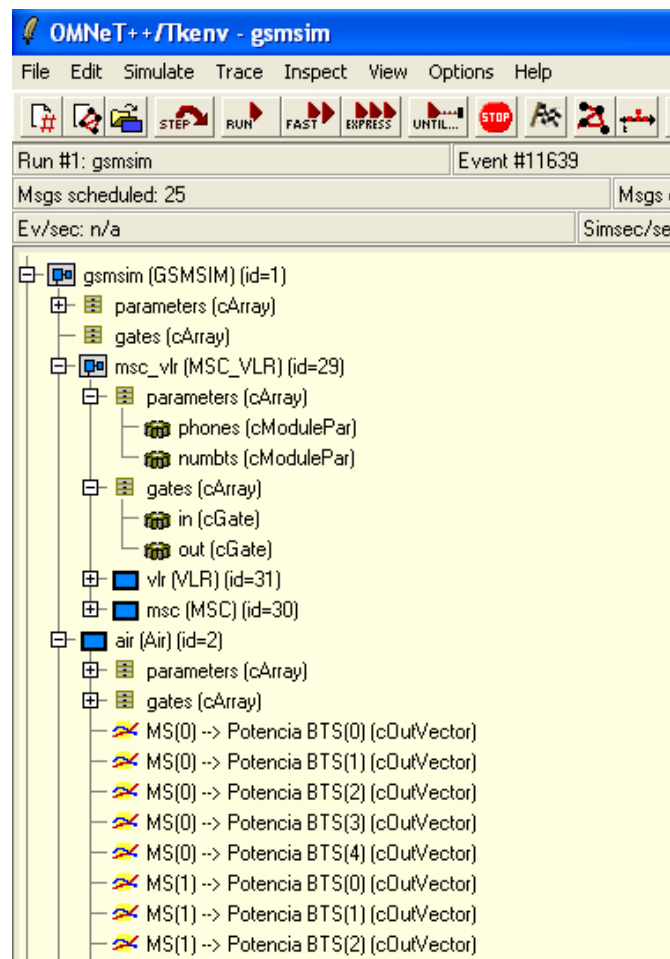 OMNeT++/Tkenv - gsmsim
File Edit Simulate Trace Inspect View Options Help
STEP RUN FAST EXPRESS UNTIL... STOP
Run #1: gsmsim Event #11639
Msgs scheduled: 25 Msgs
Ev/sec: n/a Simsec/se
gsmsim (GSMSIM) (id=1)
parameters (cArray)
gates (cArray)
msc_vlr (MSC_VLR) (id=29)
parameters (cArray)
phones (cModulePar)
numbts (cModulePar)
gates (cArray)
in (cGate)
out (cGate)
vlr (VLR) (id=31)
msc (MSC) (id=30)
air (Air) (id=2)
parameters (cArray)
gates (cArray)
MS(0) --> Potencia BTS(0) (cOutVector)
MS(0) --> Potencia BTS(1) (cOutVector)
MS(0) --> Potencia BTS(2) (cOutVector)
MS(0) --> Potencia BTS(3) (cOutVector)
MS(0) --> Potencia BTS(4) (cOutVector)
MS(1) --> Potencia BTS(0) (cOutVector)
MS(1) --> Potencia BTS(1) (cOutVector)
MS(1) --> Potencia BTS(2) (cOutVector)